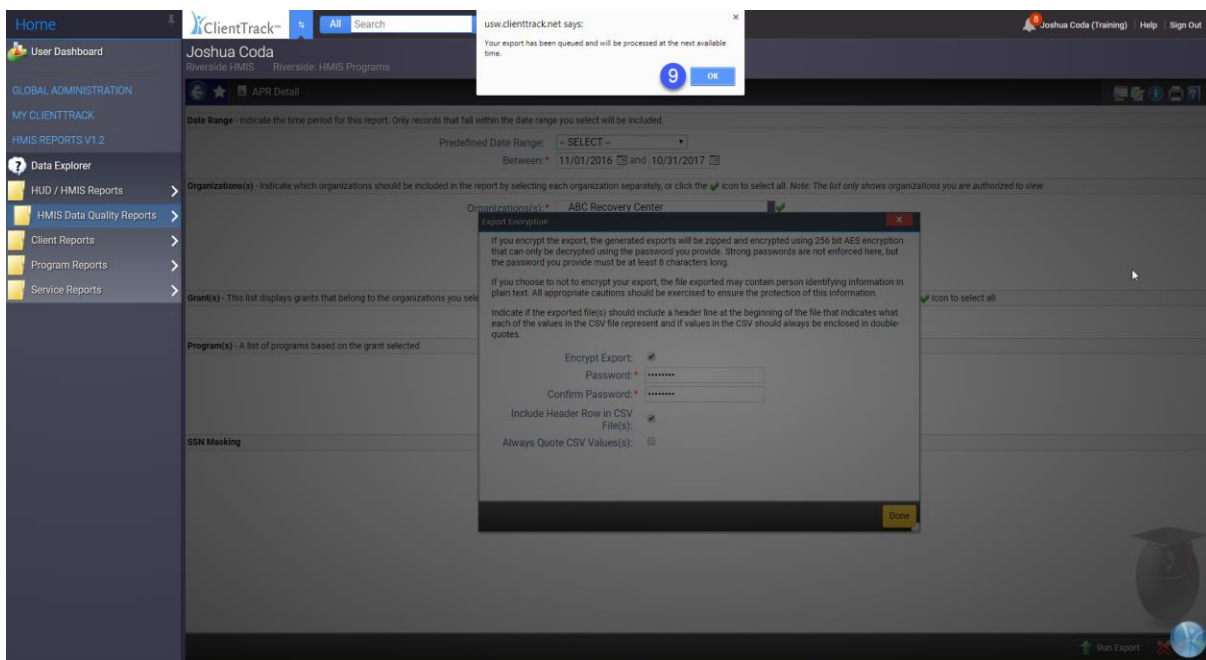 Home
ClientTrack™
All
Search
usw.clienttrack.net says:
Your export has been queued and will be processed at the next available
time.
9
OK
8
Joshua Coda (Training)
Help
Sign Out
User Dashboard
Joshua Coda
Riverside HMIS
Riverside: HMIS Programs
GLOBAL ADMINISTRATION
MY CLIENTTRACK
HMIS REPORTS V1.2
Data Explorer
HUD / HMIS Reports
HMIS Data Quality Reports
Client Reports
Program Reports
Service Reports
APR Detail
Date Range - Indicate the time period for this report. Only records that fall within the date range you select will be included.
Predefined Date Range: -- SELECT --
Between:* 11/01/2016 and 10/31/2017
Organizations(s) - Indicate which organizations should be included in the report by selecting each organization separately, or click the icon to select all. Note: The list only shows organizations you are authorized to view.
Organizations(s):* ABC Recovery Center
Export Encryption
If you encrypt the export, the generated exports will be zipped and encrypted using 256 bit AES encryption
that can only be decrypted using the password you provide. Strong passwords are not enforced here, but
the password you provide must be at least 8 characters long.
If you choose to not to encrypt your export, the file exported may contain person identifying information in
plain text. All appropriate cautions should be exercised to ensure the protection of this information.
Indicate if the exported file(s) should include a header line at the beginning of the file that indicates what
each of the values in the CSV file represent and if values in the CSV should always be enclosed in double-
quotes.
Encrypt Export:
Password:* ••••••••
Confirm Password:* ••••••••
Include Header Row in CSV
File(s):
Always Quote CSV Values(s):
Done
Grant(s) - This list displays grants that belong to the organizations you sele
icon to select all.
Program(s) - A list of programs based on the grant selected.
SSN Masking
Run Export